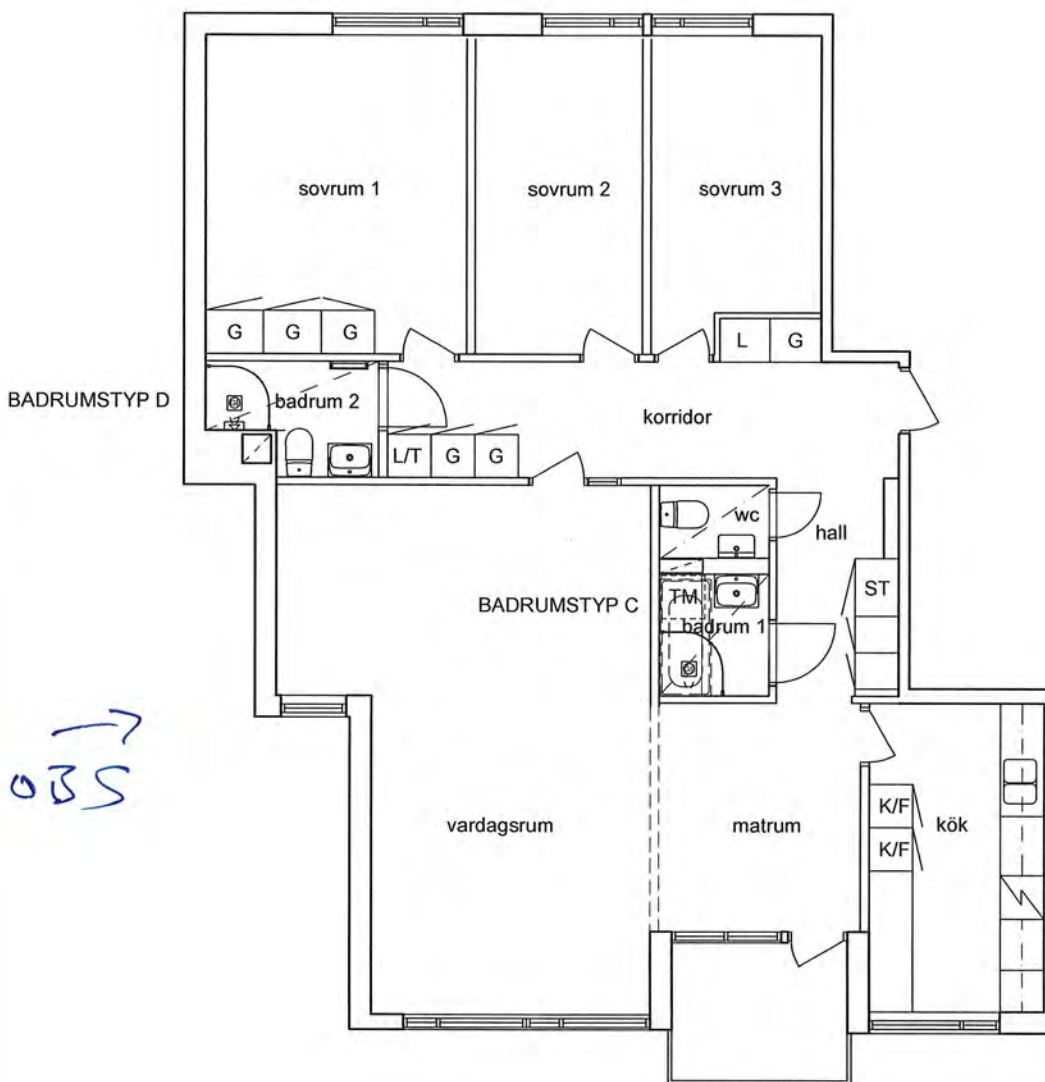 sovrum 1 sovrum 2 sovrum 3
G G G L G
BADRUMSTYP D badrum 2
korridor
L/T G G
wc hall
BADRUMSTYP C TM ST
badrum 1
OBS
vardagsrum matrum K/F kök
K/F